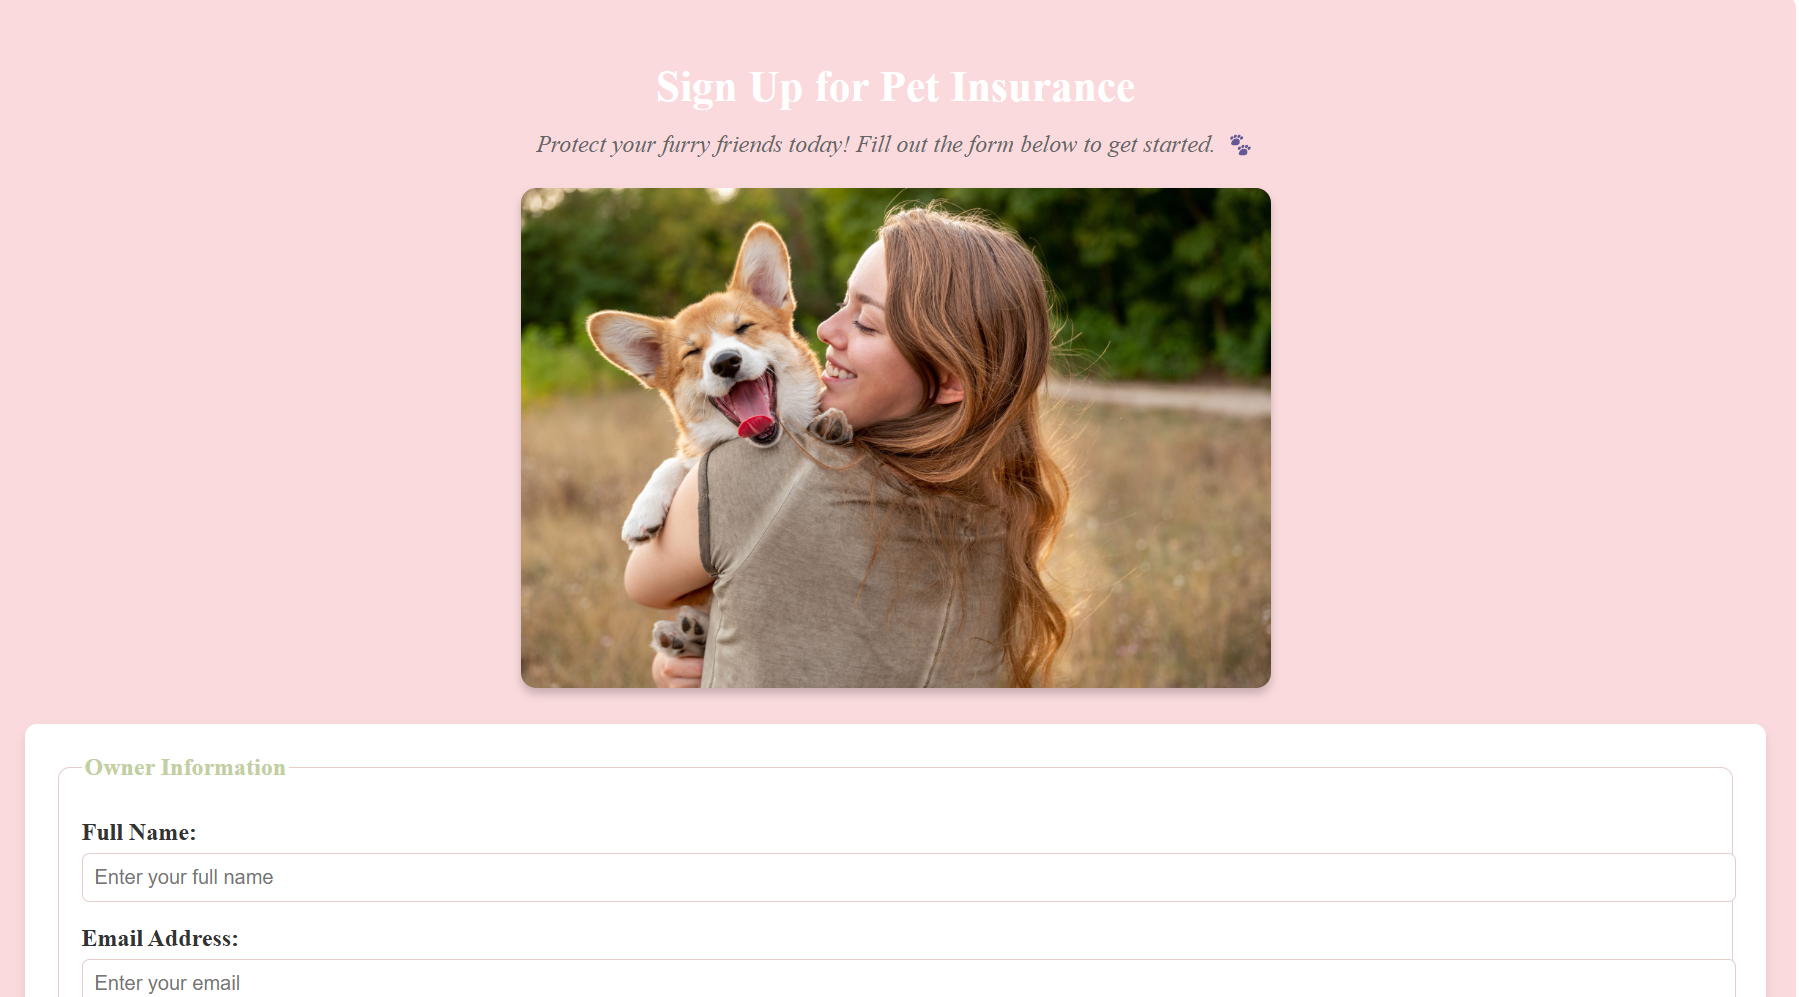 Sign Up for Pet Insurance
Protect your furry friends today! Fill out the form below to get started. 🐾
Owner Information
Full Name:
Enter your full name
Email Address:
Enter your email